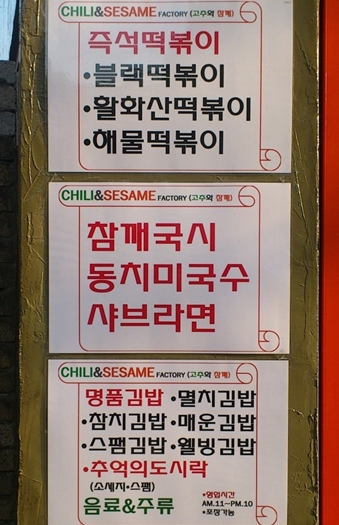 CHILI&SESAME FACTORY (고추와 참깨)
즉석떡볶이
•블랙떡볶이
•활화산떡볶이
•해물떡볶이
CHILI&SESAME FACTORY (고추와 참깨)
참깨국시
동치미국수
샤브라면
CHILI&SESAME FACTORY (고추와 참깨)
명품김밥 •멸치김밥
•참치김밥 •매운김밥
•스팸김밥 •웰빙김밥
•추억의도시락
(소세지•스팸)
음료&주류
•영업시간
AM.11~PM.10
•포장가능